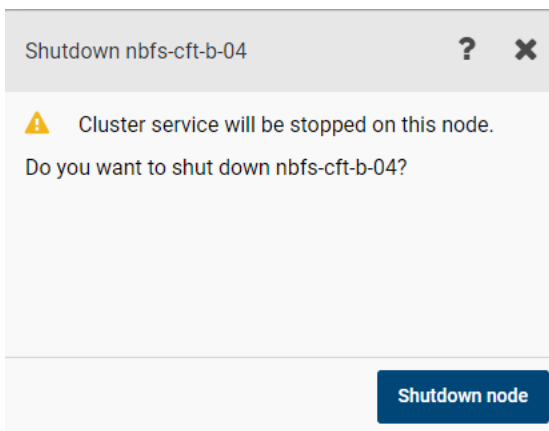 Shutdown nbfs-cft-b-04 ?
Cluster service will be stopped on this node.
Do you want to shut down nbfs-cft-b-04?
Shutdown node